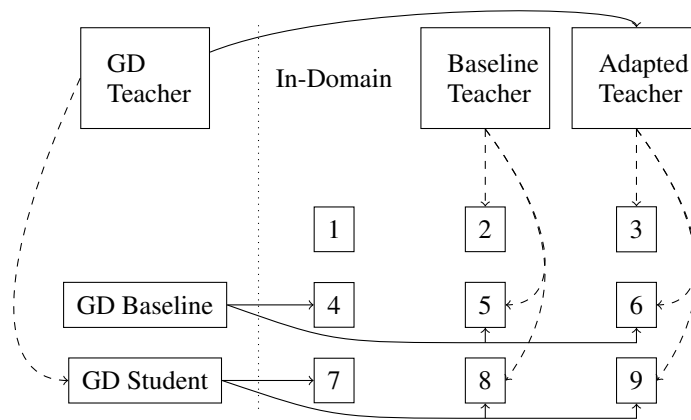 GD
Teacher
In-Domain
Baseline
Teacher
Adapted
Teacher
1
2
3
GD Baseline
4
5
6
GD Student
7
8
9